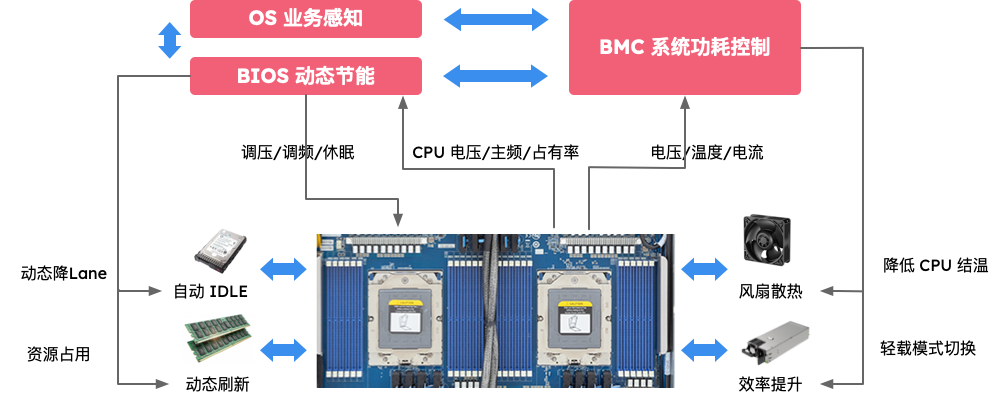 OS 业务感知
BMC 系统功耗控制
BIOS 动态节能
调压/调频/休眠
CPU 电压/主频/占有率
电压/温度/电流
动态降Lane
自动 IDLE
风扇散热
降低 CPU 结温
资源占用
动态刷新
效率提升
轻载模式切换